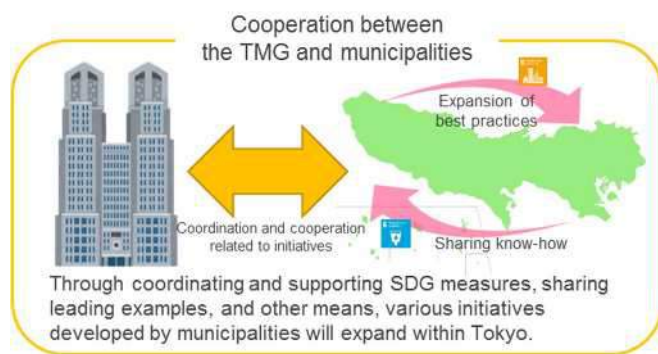 Cooperation between
the TMG and municipalities
Expansion of
best practices
Coordination and cooperation
related to initiatives
Sharing know-how
Through coordinating and supporting SDG measures, sharing
leading examples, and other means, various initiatives
developed by municipalities will expand within Tokyo.